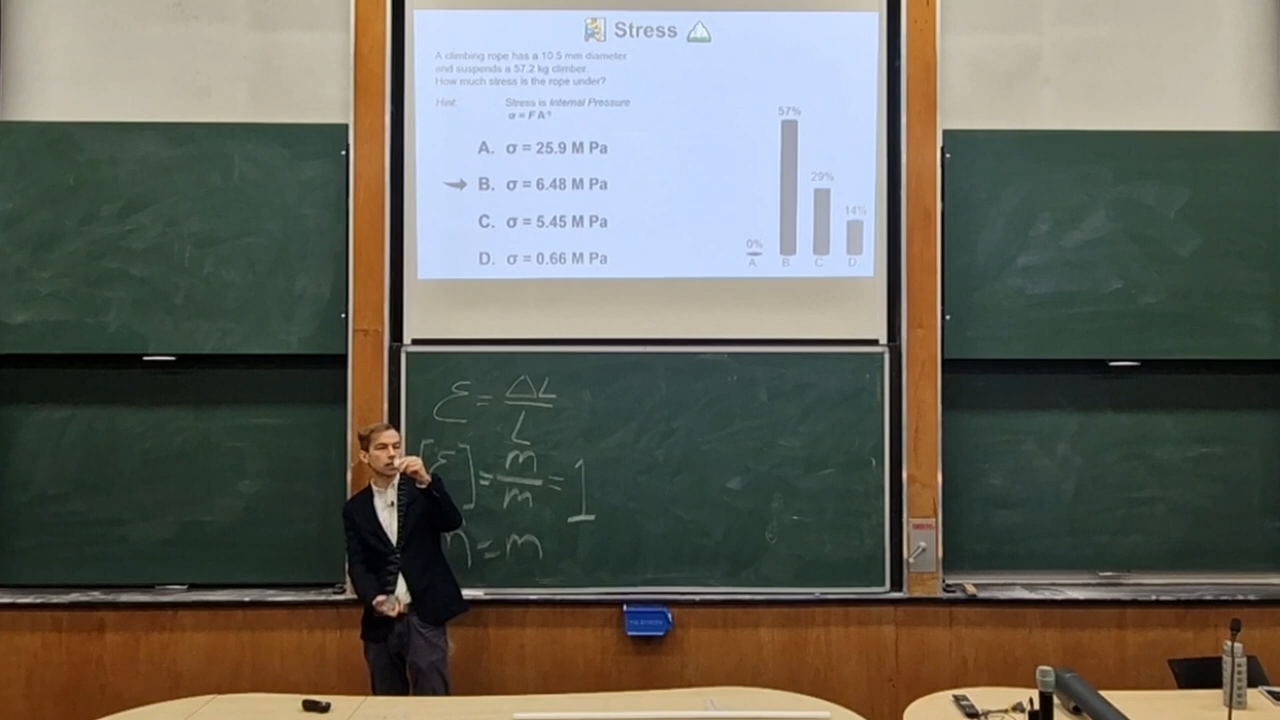 Stress
A climbing rope has a 10.5 mm diameter
and suspends a 57.2 kg climber.
How much stress is the rope under?
Hint: Stress is Internal Pressure
σ = F A⁻¹
A. σ = 25.9 M Pa
B. σ = 6.48 M Pa
C. σ = 5.45 M Pa
D. σ = 0.66 M Pa
57%
29%
14%
0%
A B C D
ε = ΔL
L
[ε] = m = 1
m
= m